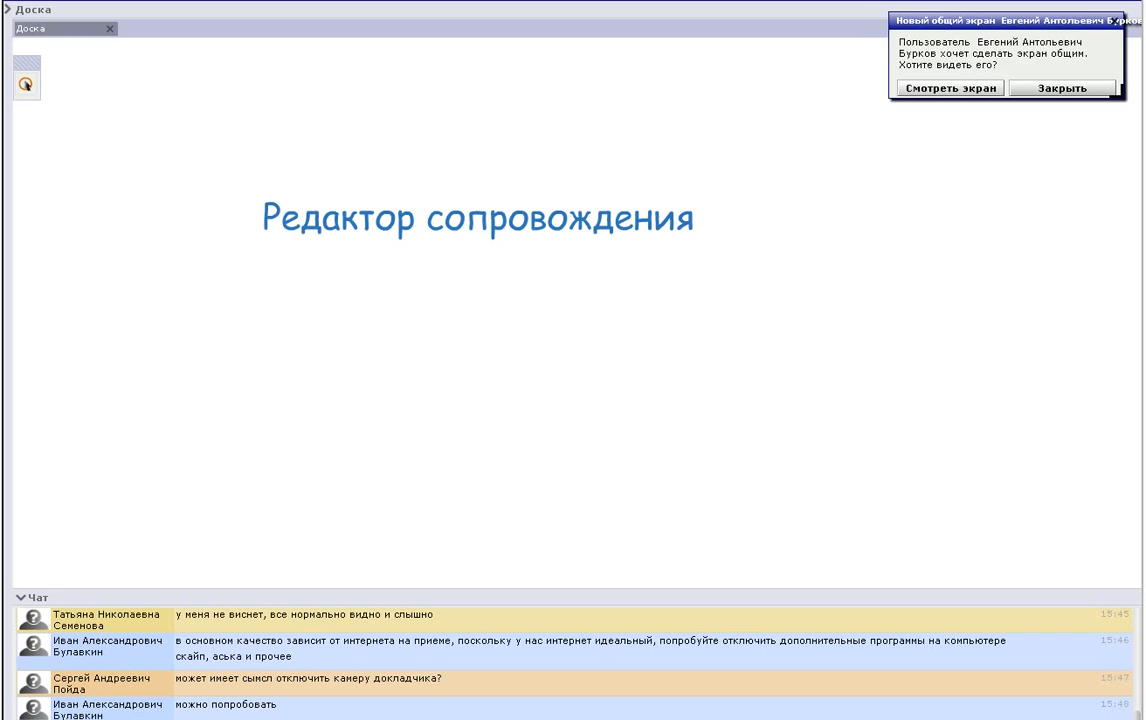 Доска
Доска
Новый общий экран Евгений Антольевич Бурков
Пользователь Евгений Антольевич
Бурков хочет сделать экран общим.
Хотите видеть его?
Смотреть экран
Закрыть
Редактор сопровождения
Чат
Татьяна Николаевна
Семенова
у меня не виснет, все нормально видно и слышно
15:45
Иван Александрович
Булавкин
в основном качество зависит от интернета на приеме, поскольку у нас интернет идеальный, попробуйте отключить дополнительные программы на компьютере
скайп, аська и прочее
15:46
Сергей Андреевич
Пойда
может имеет сысл отключить камеру докладчика?
15:47
Иван Александрович
Булавкин
можно попробовать
15:48